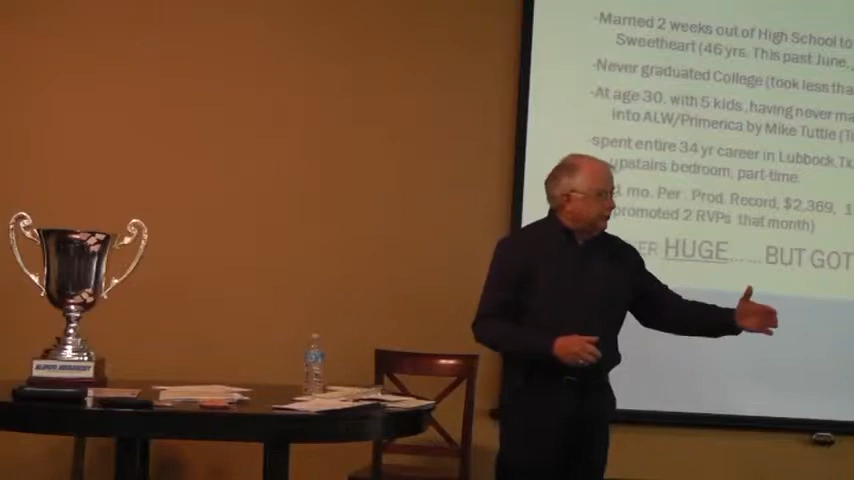 -Married 2 weeks out of High School to
Sweetheart (46 yrs. This past June.,
-Never graduated College (took less tha
-At age 30. with 5 kids ,having never ma
into ALW/Primerica by Mike Tuttle (T
-spent entire 34 yr career in Lubbock,Tx
upstairs bedroom, part-time.
1 mo. Per Prod. Record, $2,369, 1
promoted 2 RVPs that month)
ER HUGE...... BUT GOT